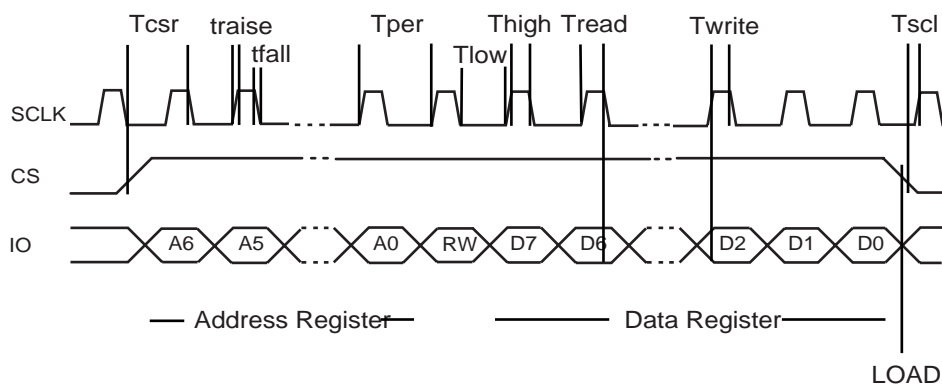 Tcsr traise Tper Thigh Tread Twrite Tscl
tfall Tlow
SCLK
CS
IO A6 A5 A0 RW D7 D6 D2 D1 D0
Address Register Data Register
LOAD